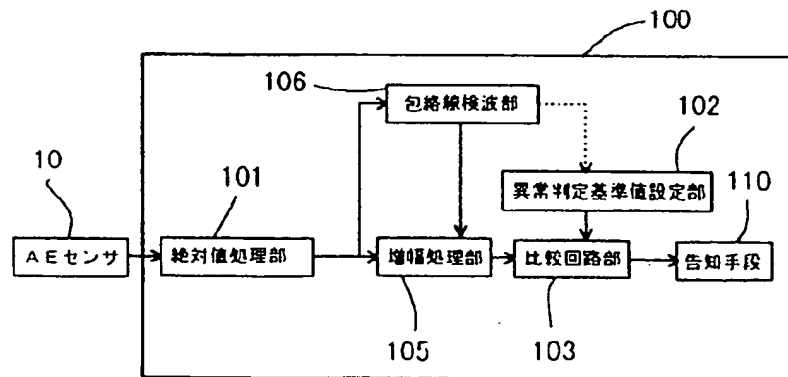 100
106
包絡線検波部
102
10
101
異常判定基準値設定部
110
AEセンサ
絶対値処理部
増幅処理部
比較回路部
告知手段
105
103